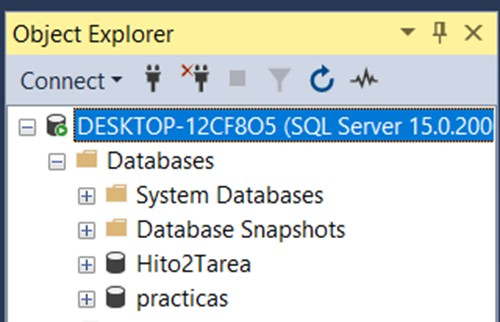 Object Explorer
Connect
DESKTOP-12CF8O5 (SQL Server 15.0.200
Databases
System Databases
Database Snapshots
Hito2Tarea
practicas